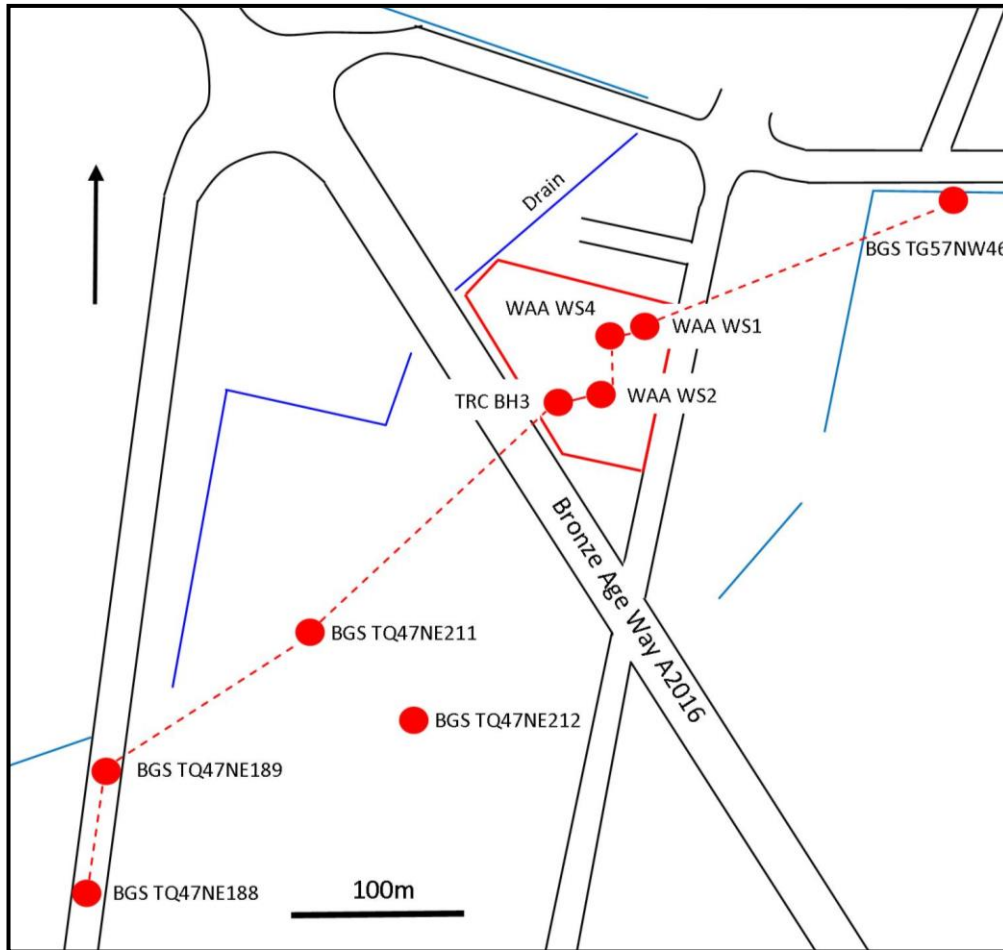 Drain
BGS TG57NW46
WAA WS4
WAA WS1
TRC BH3
WAA WS2
Bronze Age Way A2016
BGS TQ47NE211
BGS TQ47NE212
BGS TQ47NE189
BGS TQ47NE188
100m